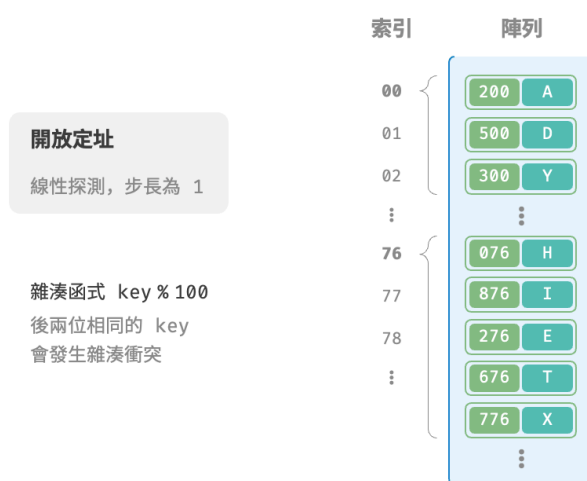 索引 陣列
00 200 A
開放定址
01 500 D
線性探測，步長為 1
02 300 Y
76 076 H
雜湊函式 key % 100
77 876 I
後兩位相同的 key
78 276 E
會發生雜湊衝突
676 T
776 X